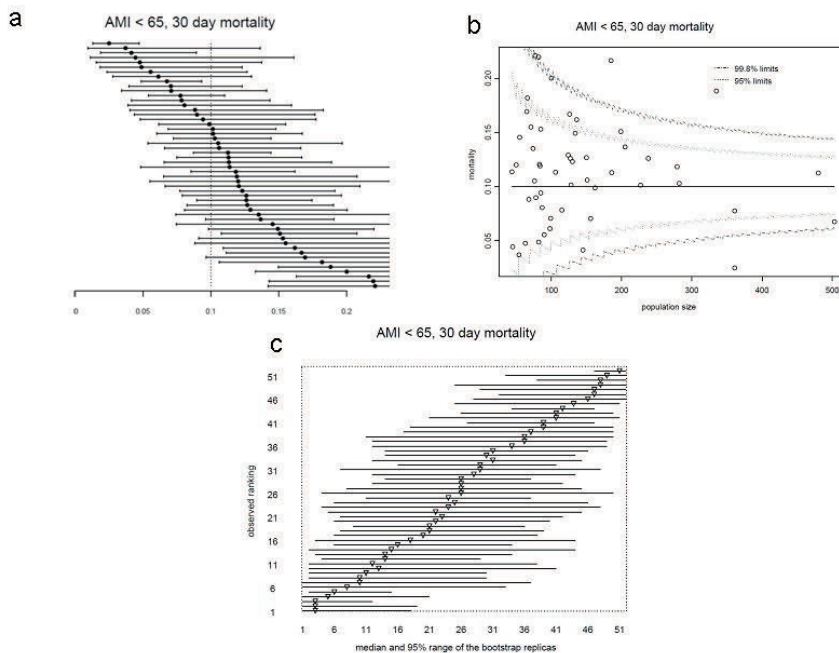 a
AMI < 65, 30 day mortality
0 0.05 0.1 0.15 0.2
b
AMI < 65, 30 day mortality
99.8% limits
95% limits
mortality
0.20
0.15
0.10
0.05
100 200 300 400 500
population size
c
AMI < 65, 30 day mortality
observed ranking
51
46
41
36
31
26
21
16
11
6
1
1 6 11 16 21 26 31 36 41 46 51
median and 95% range of the bootstrap replicas